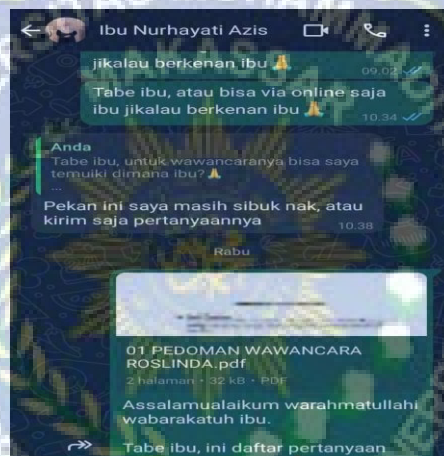 Ibu Nurhayati Azis
jikalau berkenan ibu 🙏
09.02
Tabe ibu, atau bisa via online saja
ibu jikalau berkenan ibu 🙏
10.34
Anda
Tabe ibu, untuk wawancaranya bisa saya
temuiki dimana ibu? 🙏
...
Pekan ini saya masih sibuk nak, atau
kirim saja pertanyaannya
10.38
Rabu
01 PEDOMAN WAWANCARA
ROSLINDA.pdf
2 halaman • 32 kB • PDF
Assalamualaikum warahmatullahi
wabarakatuh ibu.
Tabe ibu, ini daftar pertanyaan